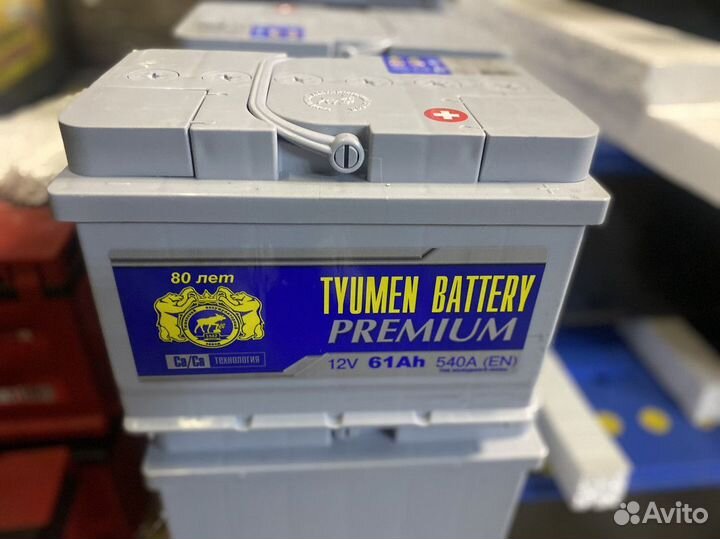 80 лет
TYUMEN BATTERY
PREMIUM
Ca/Ca технология
12V 61Ah 540A (EN)
Avito